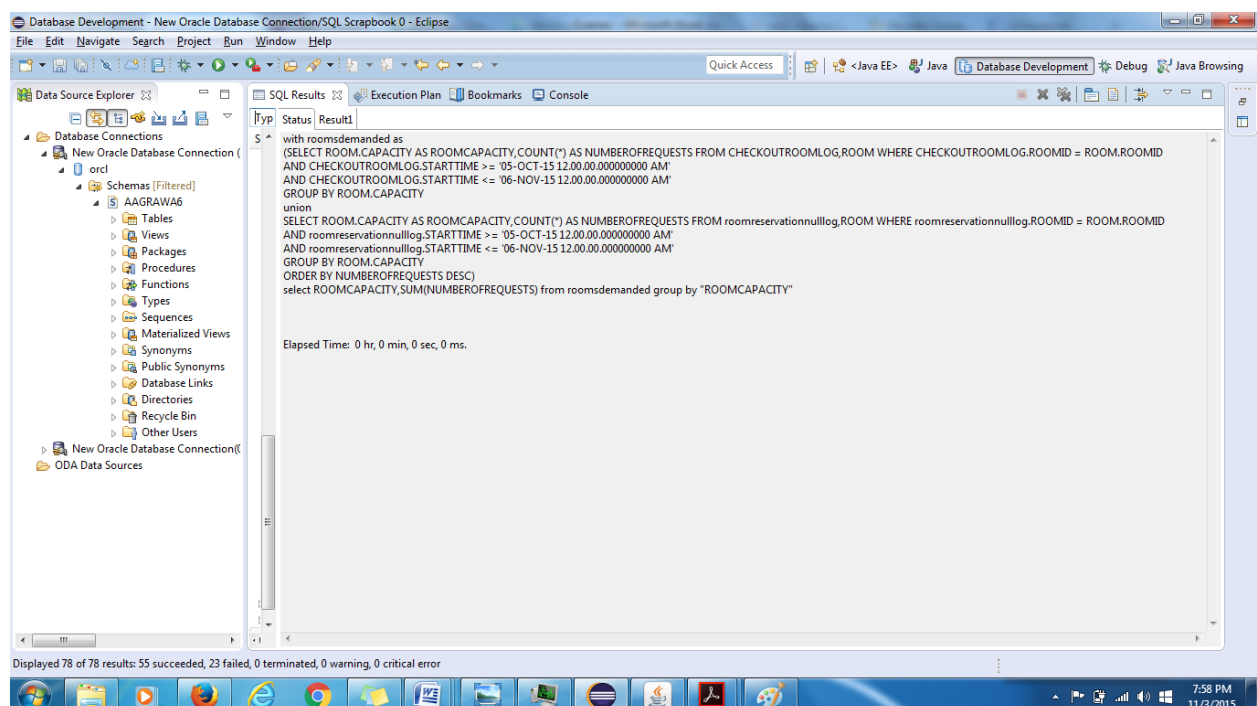 Database Development - New Oracle Database Connection/SQL Scrapbook 0 - Eclipse
File Edit Navigate Search Project Run Window Help
Quick Access <Java EE> Java Database Development Debug Java Browsing
Data Source Explorer
SQL Results Execution Plan Bookmarks Console
Typ Status Result1
Database Connections
New Oracle Database Connection (
orcl
Schemas [Filtered]
AAGRAWA6
Tables
Views
Packages
Procedures
Functions
Types
Sequences
Materialized Views
Synonyms
Public Synonyms
Database Links
Directories
Recycle Bin
Other Users
New Oracle Database Connection((
ODA Data Sources
S
with roomsdemanded as
(SELECT ROOM.CAPACITY AS ROOMCAPACITY,COUNT(*) AS NUMBEROFREQUESTS FROM CHECKOUTROOMLOG,ROOM WHERE CHECKOUTROOMLOG.ROOMID = ROOM.ROOMID
AND CHECKOUTROOMLOG.STARTTIME >= '05-OCT-15 12.00.00.000000000 AM'
AND CHECKOUTROOMLOG.STARTTIME <= '06-NOV-15 12.00.00.000000000 AM'
GROUP BY ROOM.CAPACITY
union
SELECT ROOM.CAPACITY AS ROOMCAPACITY,COUNT(*) AS NUMBEROFREQUESTS FROM roomreservationnulllog,ROOM WHERE roomreservationnulllog.ROOMID = ROOM.ROOMID
AND roomreservationnulllog.STARTTIME >= '05-OCT-15 12.00.00.000000000 AM'
AND roomreservationnulllog.STARTTIME <= '06-NOV-15 12.00.00.000000000 AM'
GROUP BY ROOM.CAPACITY
ORDER BY NUMBEROFREQUESTS DESC)
select ROOMCAPACITY,SUM(NUMBEROFREQUESTS) from roomsdemanded group by "ROOMCAPACITY"
Elapsed Time: 0 hr, 0 min, 0 sec, 0 ms.
Displayed 78 of 78 results: 55 succeeded, 23 failed, 0 terminated, 0 warning, 0 critical error
7:58 PM
11/3/2015